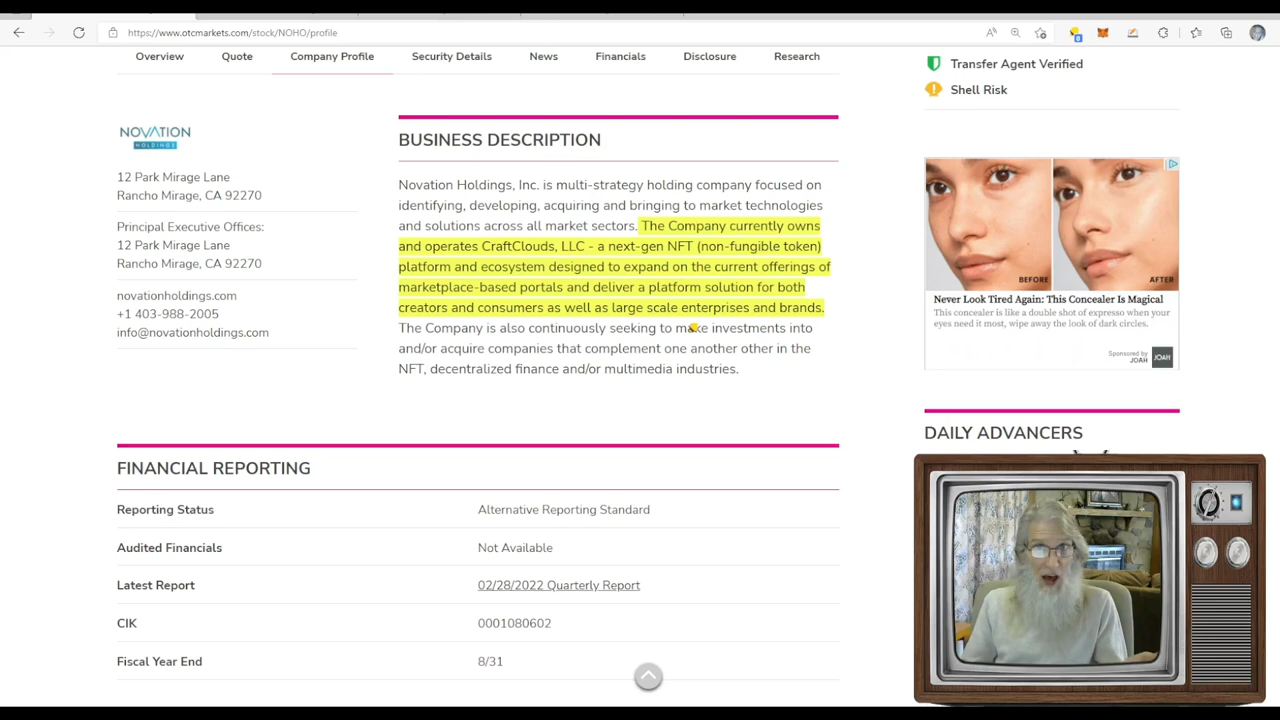 https://www.otcmarkets.com/stock/NOHO/profile
Overview
Quote
Company Profile
Security Details
News
Financials
Disclosure
Research
Transfer Agent Verified
Shell Risk
NOVATION
HOLDINGS
12 Park Mirage Lane
Rancho Mirage, CA 92270
Principal Executive Offices:
12 Park Mirage Lane
Rancho Mirage, CA 92270
novationholdings.com
+1 403-988-2005
info@novationholdings.com
BUSINESS DESCRIPTION
Novation Holdings, Inc. is multi-strategy holding company focused on
identifying, developing, acquiring and bringing to market technologies
and solutions across all market sectors. The Company currently owns
and operates CraftClouds, LLC - a next-gen NFT (non-fungible token)
platform and ecosystem designed to expand on the current offerings of
marketplace-based portals and deliver a platform solution for both
creators and consumers as well as large scale enterprises and brands.
The Company is also continuously seeking to make investments into
and/or acquire companies that complement one another other in the
NFT, decentralized finance and/or multimedia industries.
BEFORE
AFTER
Never Look Tired Again: This Concealer Is Magical
This concealer is like a double shot of expresso when your
eyes need it most, wipe away the look of dark circles.
Sponsored by
JOAH
JOAH
DAILY ADVANCERS
FINANCIAL REPORTING
Reporting Status
Alternative Reporting Standard
Audited Financials
Not Available
Latest Report
02/28/2022 Quarterly Report
CIK
0001080602
Fiscal Year End
8/31